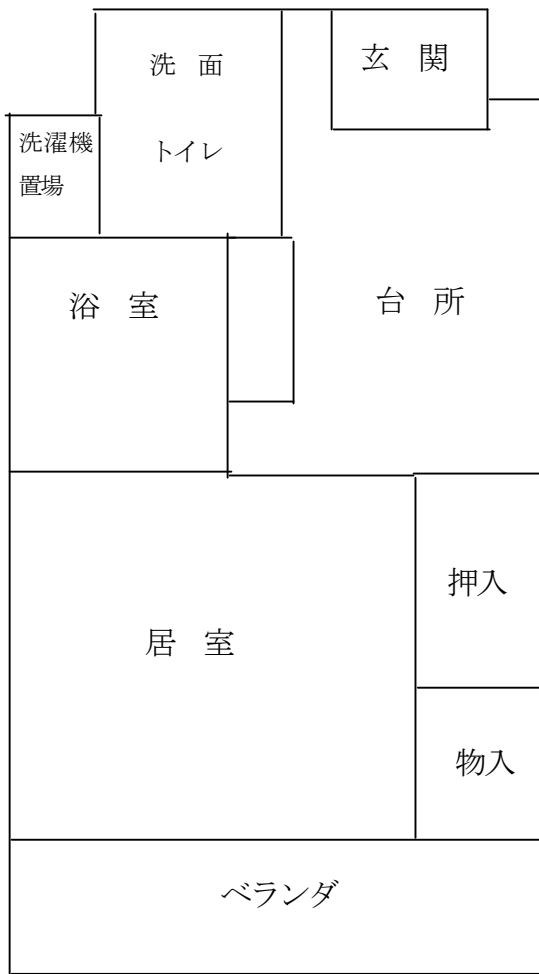 洗　面
トイレ
玄　関
洗濯機
置場
浴　室
台　所
居　室
押入
物入
ベランダ